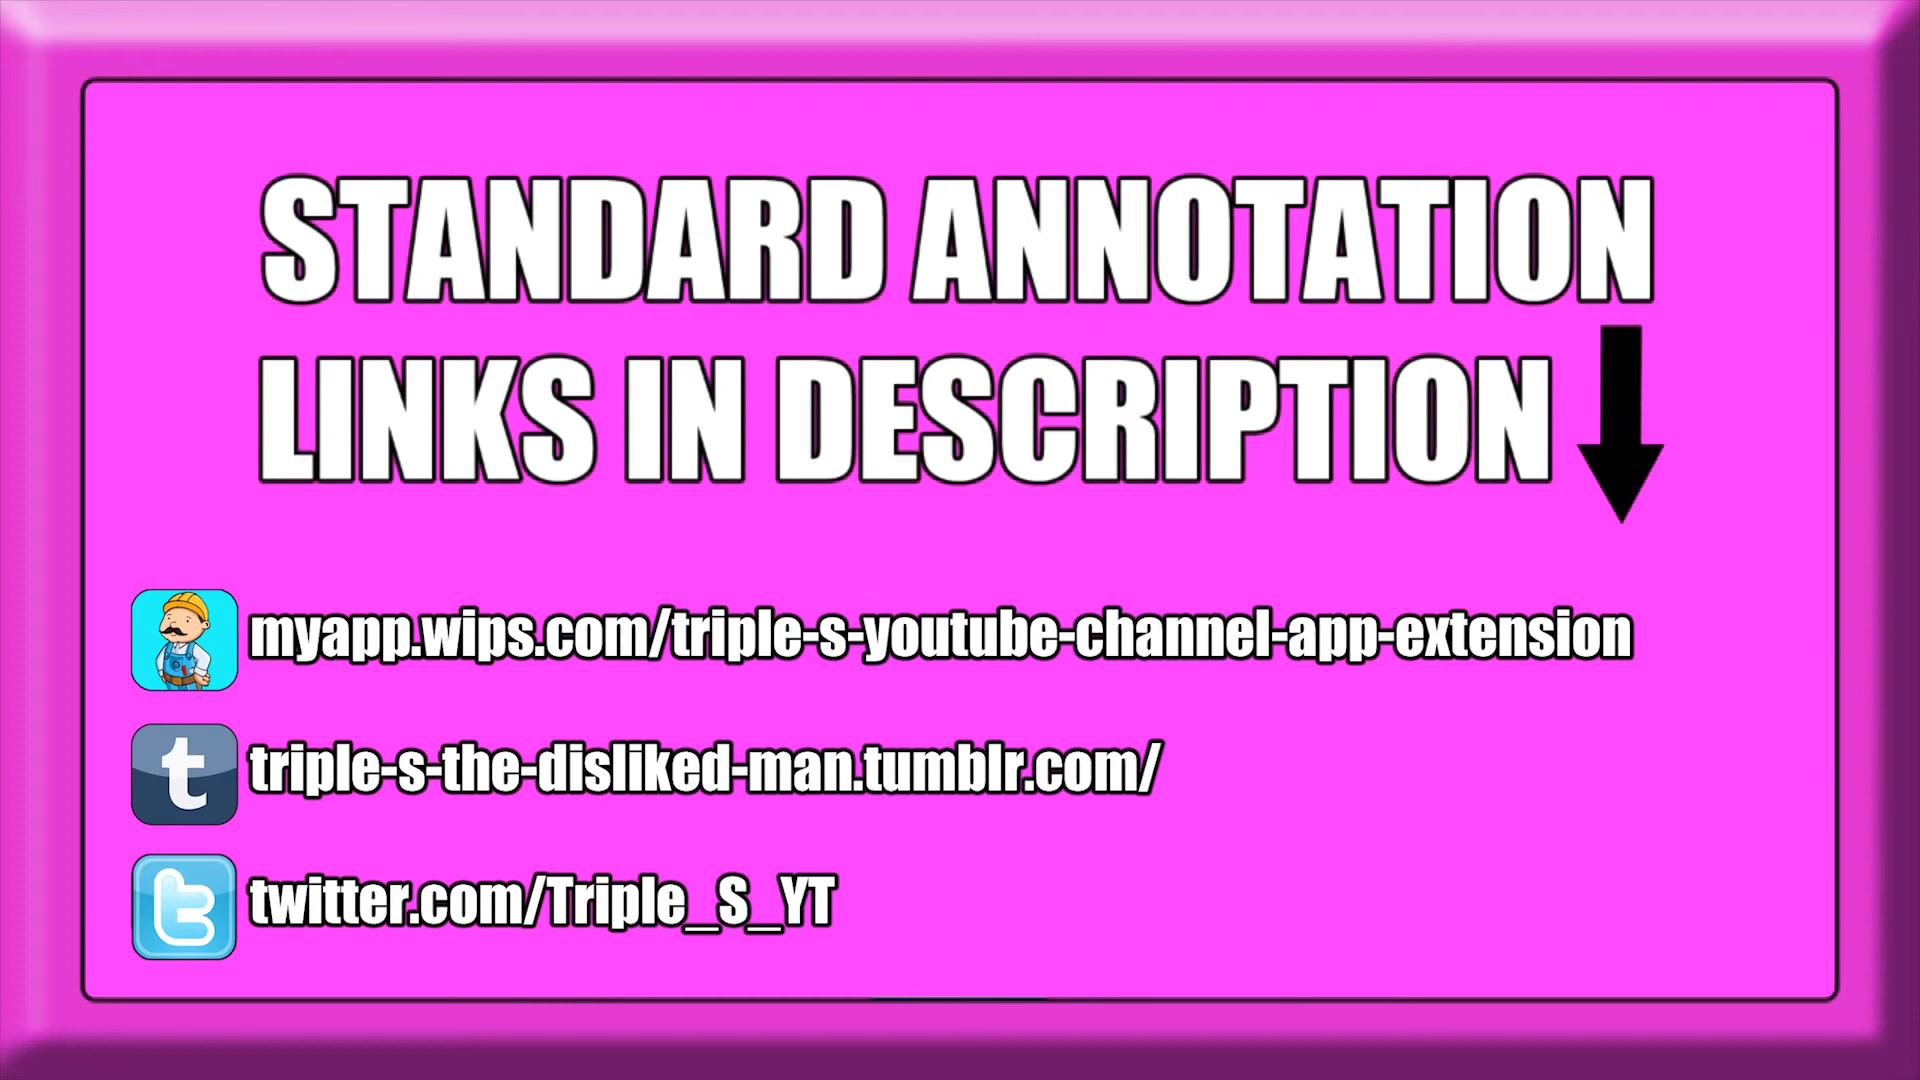 STANDARD ANNOTATION
LINKS IN DESCRIPTION
myapp.wips.com/triple-s-youtube-channel-app-extension
t triple-s-the-disliked-man.tumblr.com/
t twitter.com/Triple_S_YT